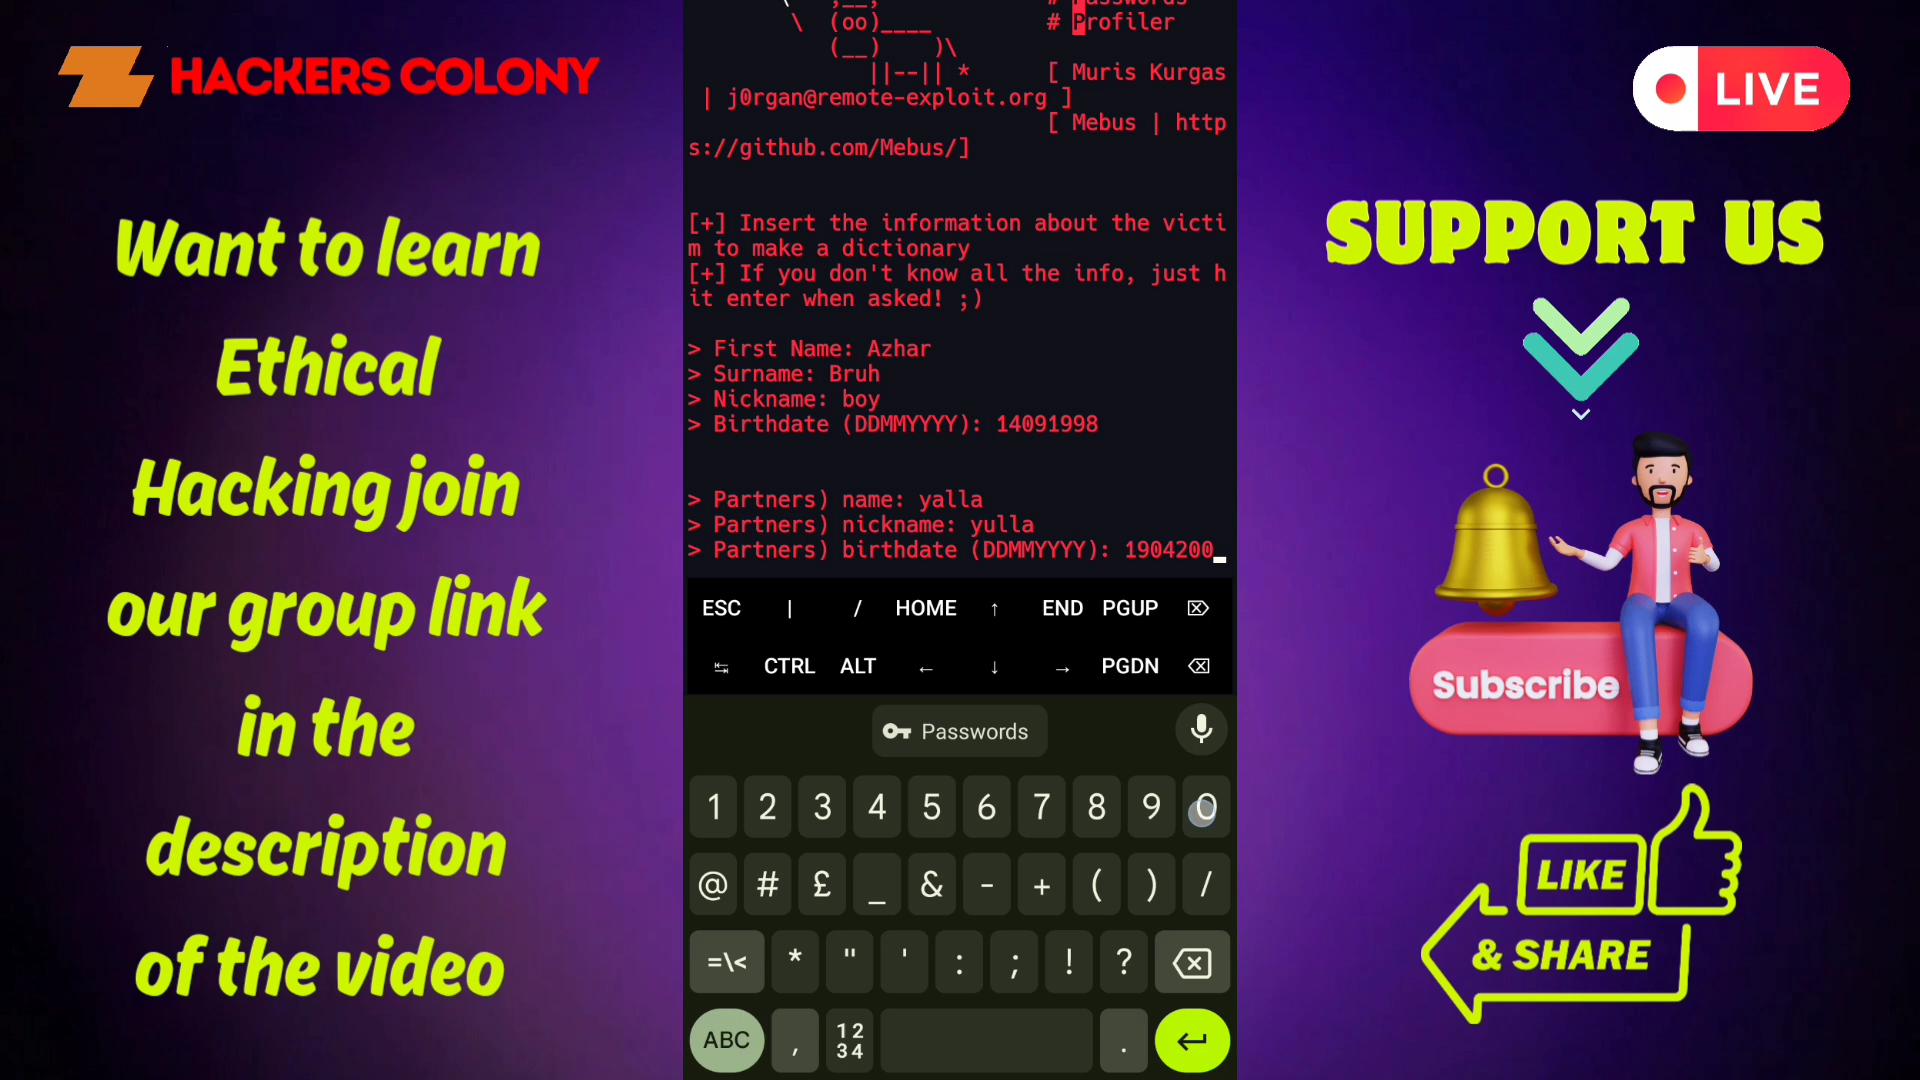 HACKERS COLONY
Want to learn
Ethical
Hacking join
our group link
in the
description
of the video
# Passwords
\ (oo)____ # Profiler
(__) )\
||--|| * [ Muris Kurgas
| j0rgan@remote-exploit.org ]
[ Mebus | http
s://github.com/Mebus/]
[+] Insert the information about the victi
m to make a dictionary
[+] If you don't know all the info, just h
it enter when asked! ;)
> First Name: Azhar
> Surname: Bruh
> Nickname: boy
> Birthdate (DDMMYYYY): 14091998
> Partners) name: yalla
> Partners) nickname: yulla
> Partners) birthdate (DDMMYYYY): 1904200
ESC | / HOME ↑ END PGUP ⌦
↹ CTRL ALT ← ↓ → PGDN ⌫
Passwords
1 2 3 4 5 6 7 8 9 0
@ # £ _ & - + ( ) /
=\< * " ' : ; ! ?
ABC , 12 .
34
LIVE
SUPPORT US
Subscribe
LIKE
& SHARE